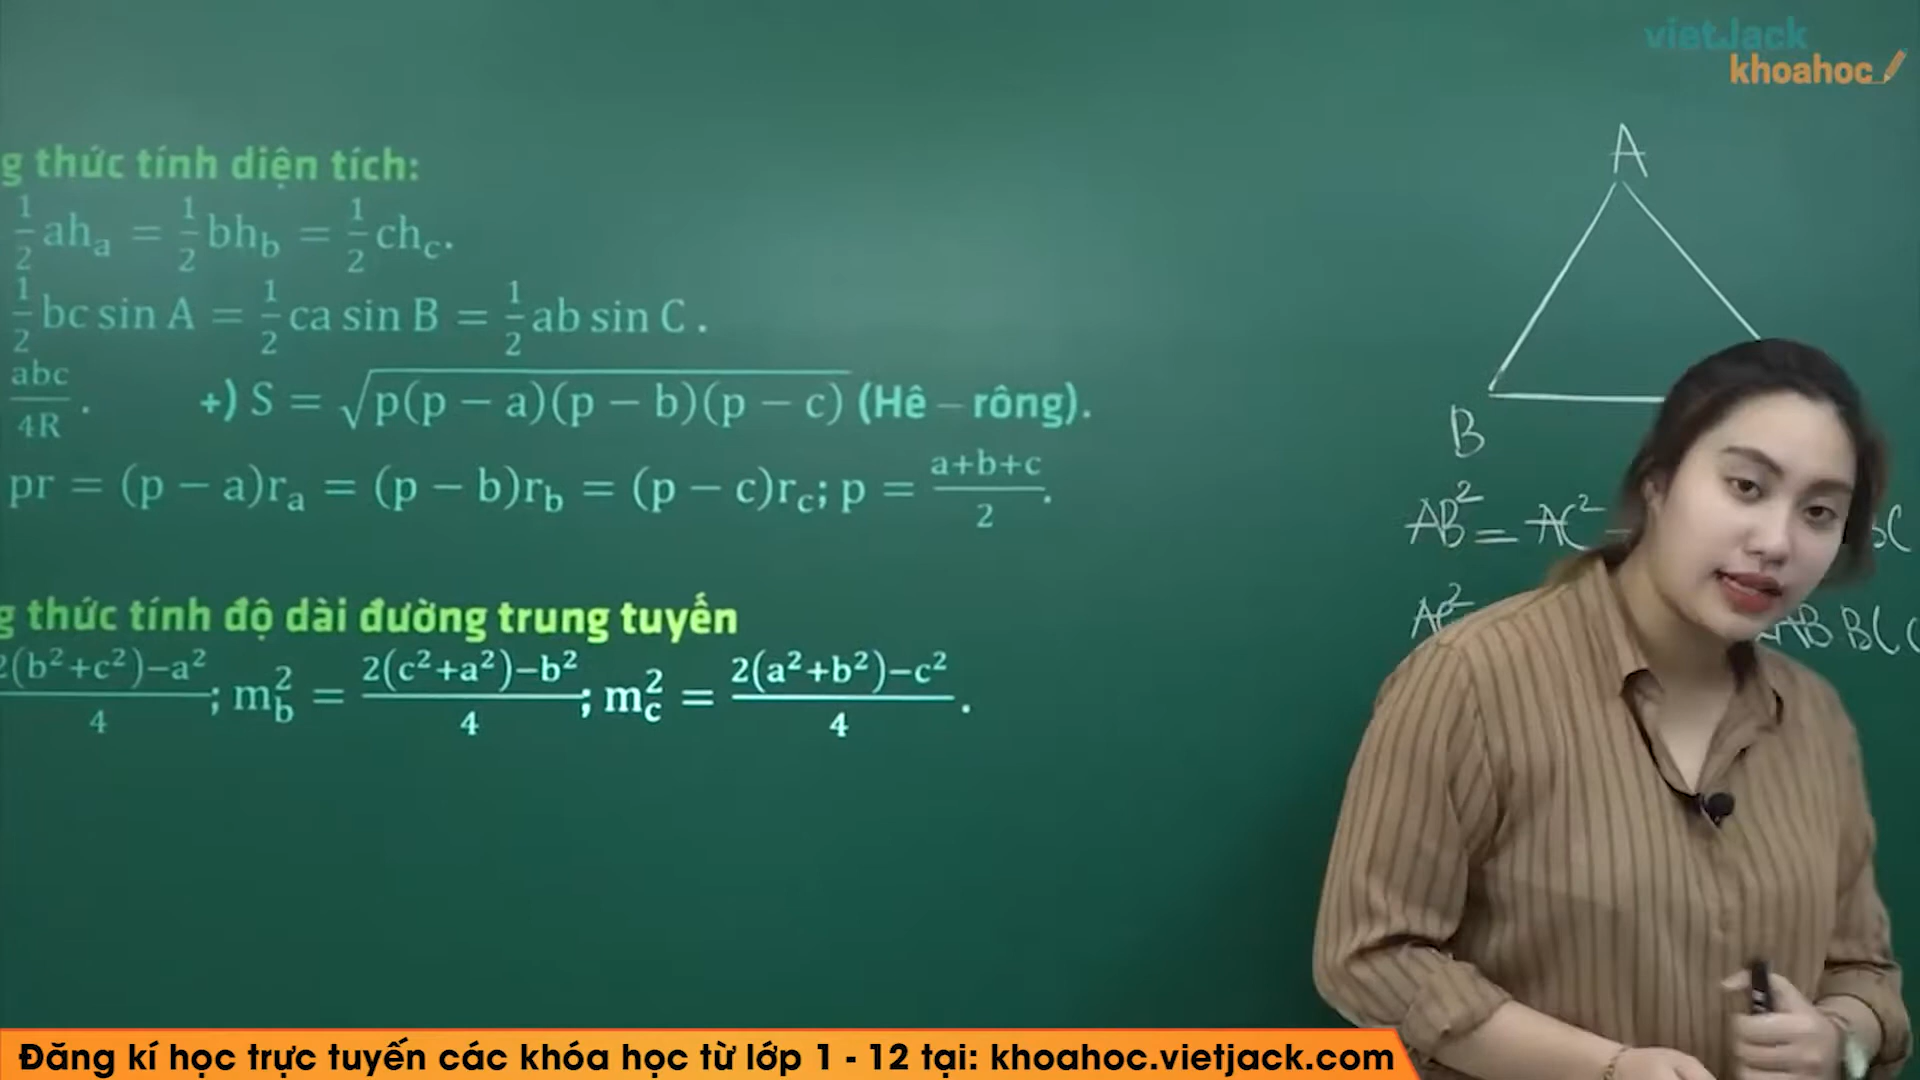 vietJack
khoahoc
g thức tính diện tích:
1/2 ahₐ = 1/2 bh_b = 1/2 ch_c.
1/2 bc sin A = 1/2 ca sin B = 1/2 ab sin C .
abc/4R . +) S = √p(p − a)(p − b)(p − c) (Hê – rông).
pr = (p − a)rₐ = (p − b)r_b = (p − c)r_c; p = a+b+c/2.
g thức tính độ dài đường trung tuyến
2(b²+c²)−a²/4; m_b² = 2(c²+a²)−b²/4; m_c² = 2(a²+b²)−c²/4.
A
B
AB² = AC²
AC² AB BC
Đăng kí học trực tuyến các khóa học từ lớp 1 - 12 tại: khoahoc.vietjack.com